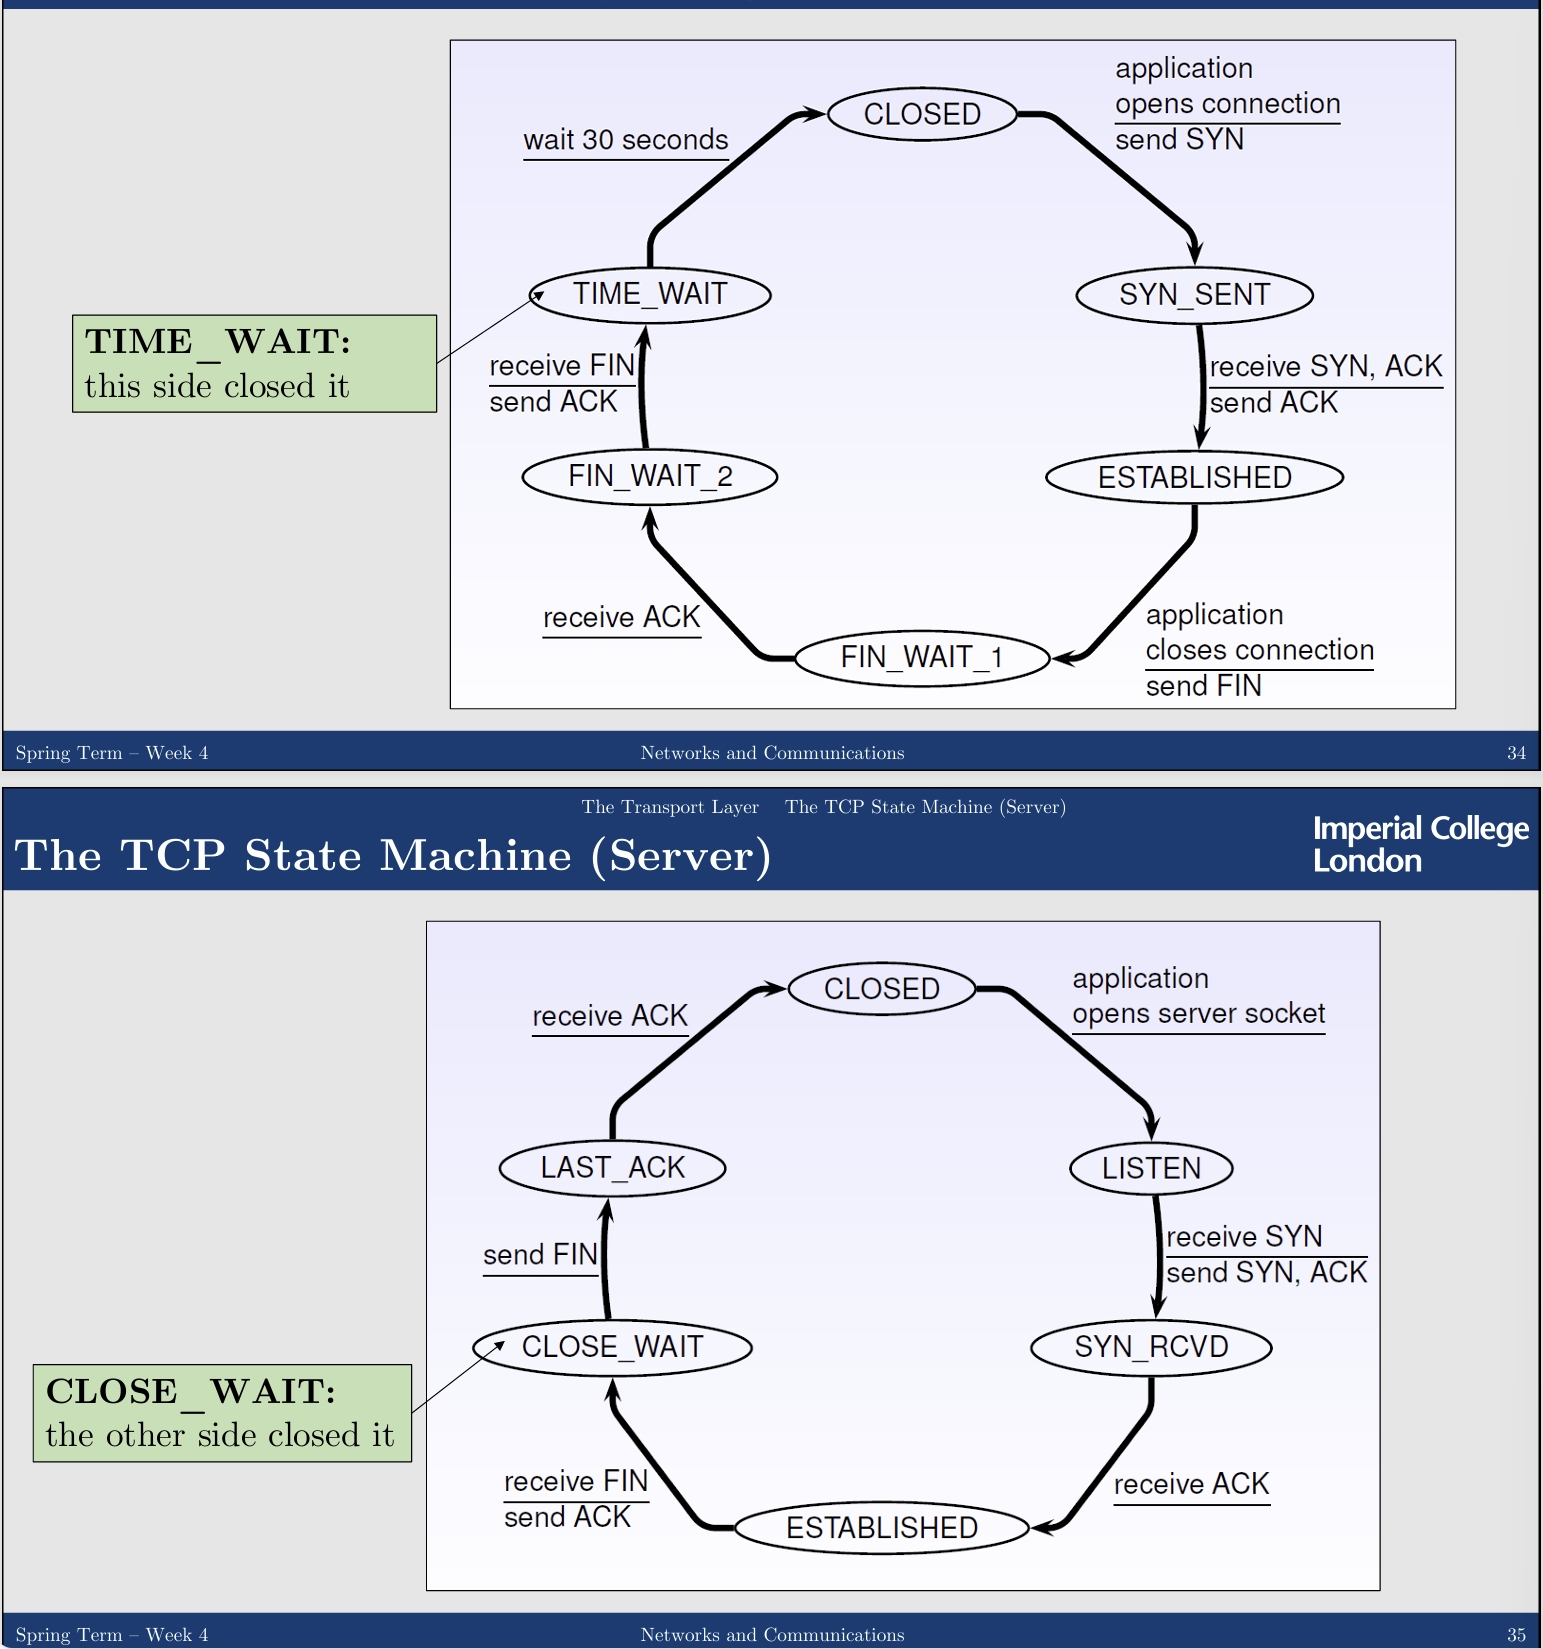 application
opens connection
send SYN
CLOSED
wait 30 seconds
TIME_WAIT
SYN_SENT
TIME_WAIT:
this side closed it
receive FIN
send ACK
receive SYN, ACK
send ACK
FIN_WAIT_2
ESTABLISHED
receive ACK
application
closes connection
send FIN
FIN_WAIT_1
Spring Term – Week 4
Networks and Communications
34
The Transport Layer The TCP State Machine (Server)
The TCP State Machine (Server)
Imperial College
London
CLOSED
application
opens server socket
receive ACK
LAST_ACK
LISTEN
send FIN
receive SYN
send SYN, ACK
CLOSE_WAIT
SYN_RCVD
CLOSE_WAIT:
the other side closed it
receive FIN
send ACK
receive ACK
ESTABLISHED
Spring Term – Week 4
Networks and Communications
35